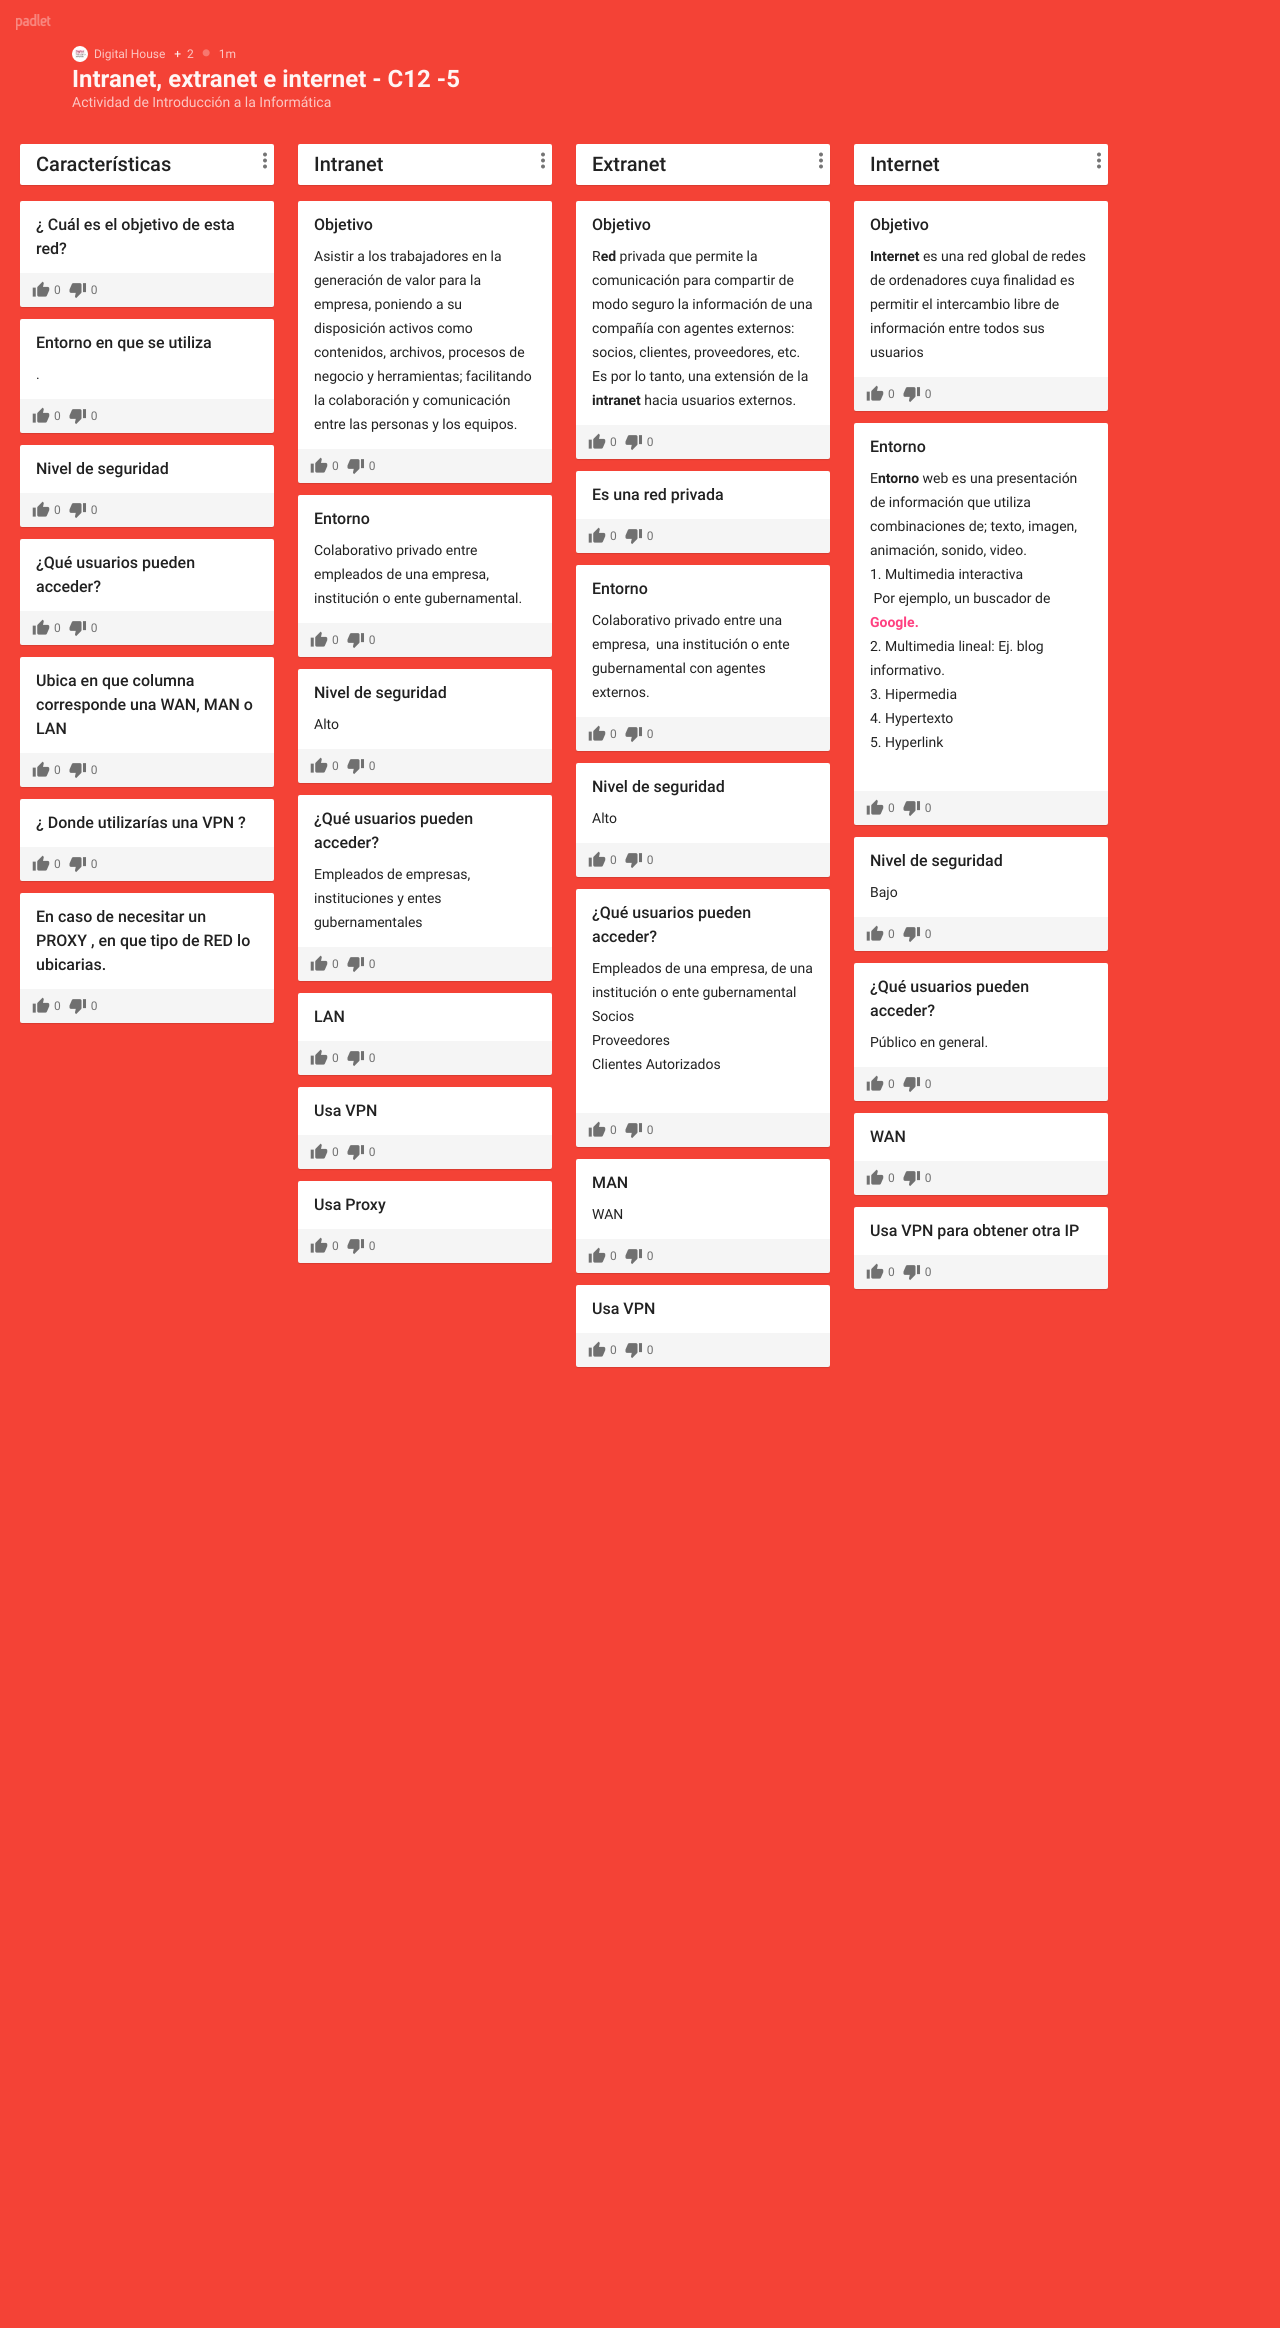 padlet
Digital House + 2 1m
Intranet, extranet e internet - C12 -5
Actividad de Introducción a la Informática
Características
¿ Cuál es el objetivo de esta
red?
0 0
Entorno en que se utiliza
.
0 0
Nivel de seguridad
0 0
¿Qué usuarios pueden
acceder?
0 0
Ubica en que columna
corresponde una WAN, MAN o
LAN
0 0
¿ Donde utilizarías una VPN ?
0 0
En caso de necesitar un
PROXY , en que tipo de RED lo
ubicarias.
0 0
Intranet
Objetivo
Asistir a los trabajadores en la
generación de valor para la
empresa, poniendo a su
disposición activos como
contenidos, archivos, procesos de
negocio y herramientas; facilitando
la colaboración y comunicación
entre las personas y los equipos.
0 0
Entorno
Colaborativo privado entre
empleados de una empresa,
institución o ente gubernamental.
0 0
Nivel de seguridad
Alto
0 0
¿Qué usuarios pueden
acceder?
Empleados de empresas,
instituciones y entes
gubernamentales
0 0
LAN
0 0
Usa VPN
0 0
Usa Proxy
0 0
Extranet
Objetivo
Red privada que permite la
comunicación para compartir de
modo seguro la información de una
compañía con agentes externos:
socios, clientes, proveedores, etc.
Es por lo tanto, una extensión de la
intranet hacia usuarios externos.
0 0
Es una red privada
0 0
Entorno
Colaborativo privado entre una
empresa,  una institución o ente
gubernamental con agentes
externos.
0 0
Nivel de seguridad
Alto
0 0
¿Qué usuarios pueden
acceder?
Empleados de una empresa, de una
institución o ente gubernamental
Socios
Proveedores
Clientes Autorizados
0 0
MAN
WAN
0 0
Usa VPN
0 0
Internet
Objetivo
Internet es una red global de redes
de ordenadores cuya finalidad es
permitir el intercambio libre de
información entre todos sus
usuarios
0 0
Entorno
Entorno web es una presentación
de información que utiliza
combinaciones de; texto, imagen,
animación, sonido, video.
1. Multimedia interactiva
Por ejemplo, un buscador de
Google.
2. Multimedia lineal: Ej. blog
informativo.
3. Hipermedia
4. Hypertexto
5. Hyperlink
0 0
Nivel de seguridad
Bajo
0 0
¿Qué usuarios pueden
acceder?
Público en general.
0 0
WAN
0 0
Usa VPN para obtener otra IP
0 0